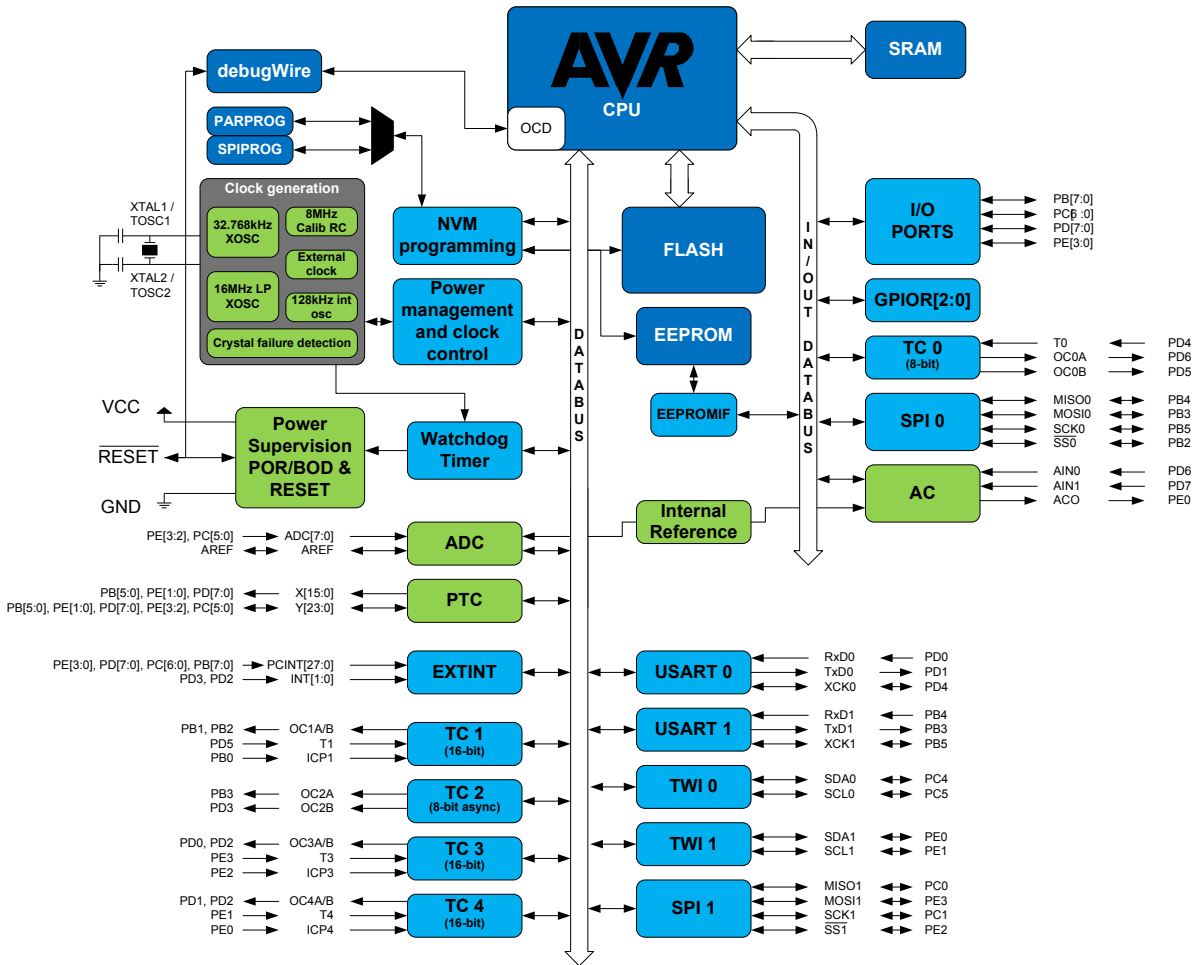 AVR
CPU
OCD
SRAM
debugWire
PARPROG
SPIPROG
Clock generation
32.768kHz
XOSC
8MHz
Calib RC
External
clock
16MHz LP
XOSC
128kHz int
osc
Crystal failure detection
XTAL1 /
TOSC1
XTAL2 /
TOSC2
NVM
programming
Power
management
and clock
control
FLASH
EEPROM
EEPROMIF
DATABUS
IN/OUT DATABUS
I/O
PORTS
PB[7:0]
PC[6:0]
PD[7:0]
PE[3:0]
GPIOR[2:0]
TC 0
(8-bit)
T0 PD4
OC0A PD6
OC0B PD5
SPI 0
MISO0 PB4
MOSI0 PB3
SCK0 PB5
SS0 PB2
AC
AIN0 PD6
AIN1 PD7
ACO PE0
VCC
RESET
GND
Power
Supervision
POR/BOD &
RESET
Watchdog
Timer
Internal
Reference
PE[3:2], PC[5:0] ADC[7:0]
AREF AREF
ADC
PB[5:0], PE[1:0], PD[7:0] X[15:0]
PB[5:0], PE[1:0], PD[7:0], PE[3:2], PC[5:0] Y[23:0]
PTC
PE[3:0], PD[7:0], PC[6:0], PB[7:0] PCINT[27:0]
PD3, PD2 INT[1:0]
EXTINT
PB1, PB2 OC1A/B
PD5 T1
PB0 ICP1
TC 1
(16-bit)
PB3 OC2A
PD3 OC2B
TC 2
(8-bit async)
PD0, PD2 OC3A/B
PE3 T3
PE2 ICP3
TC 3
(16-bit)
PD1, PD2 OC4A/B
PE1 T4
PE0 ICP4
TC 4
(16-bit)
USART 0
RxD0 PD0
TxD0 PD1
XCK0 PD4
USART 1
RxD1 PB4
TxD1 PB3
XCK1 PB5
TWI 0
SDA0 PC4
SCL0 PC5
TWI 1
SDA1 PE0
SCL1 PE1
SPI 1
MISO1 PC0
MOSI1 PE3
SCK1 PC1
SS1 PE2